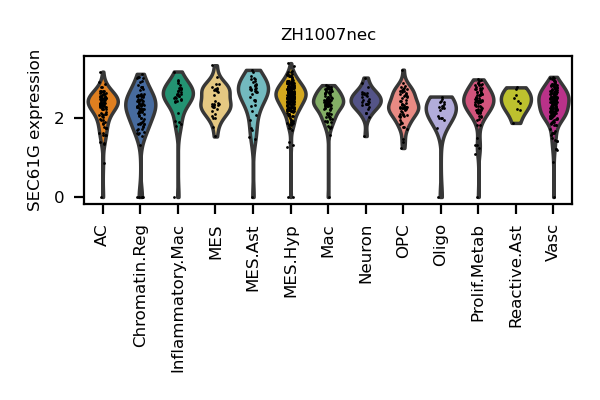 ZH1007nec
SEC61G expression
2
0
AC
Chromatin.Reg
Inflammatory.Mac
MES
MES.Ast
MES.Hyp
Mac
Neuron
OPC
Oligo
Prolif.Metab
Reactive.Ast
Vasc